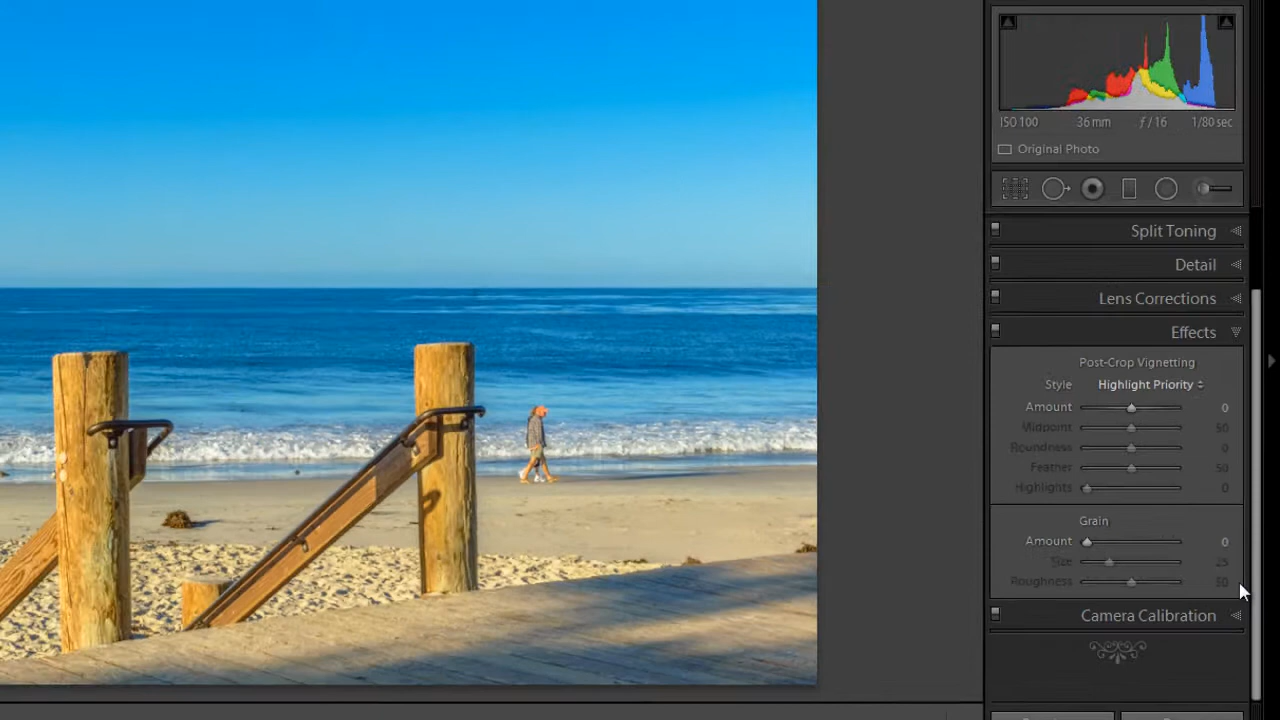 ISO 100 36 mm ƒ / 16 1/80 sec
Original Photo
Split Toning
Detail
Lens Corrections
Effects
Post-Crop Vignetting
Style Highlight Priority
Amount 0
Midpoint 50
Roundness 0
Feather 50
Highlights 0
Grain
Amount 0
Size 25
Roughness 50
Camera Calibration